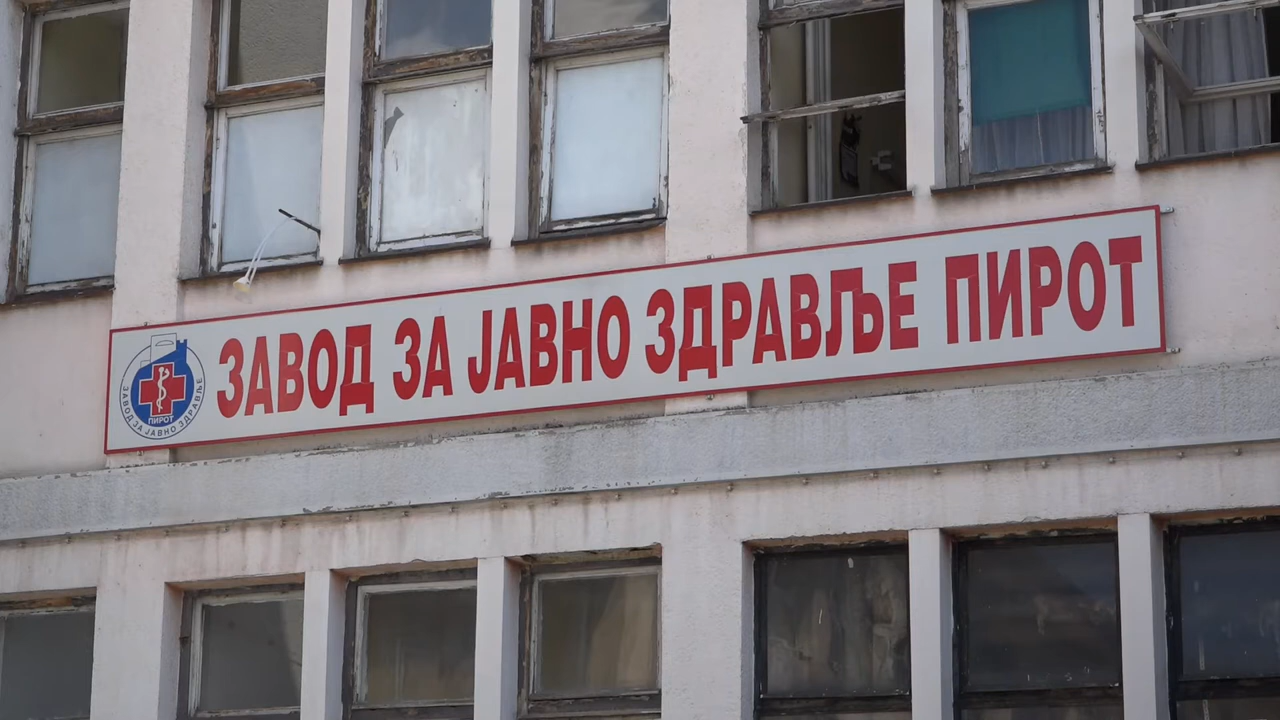 ЗАВОД ЗА ЈАВНО ЗДРАВЉЕ ПИРОТ
ПИРОТ
ЗАВОД ЗА ЈАВНО ЗДРАВЉЕ